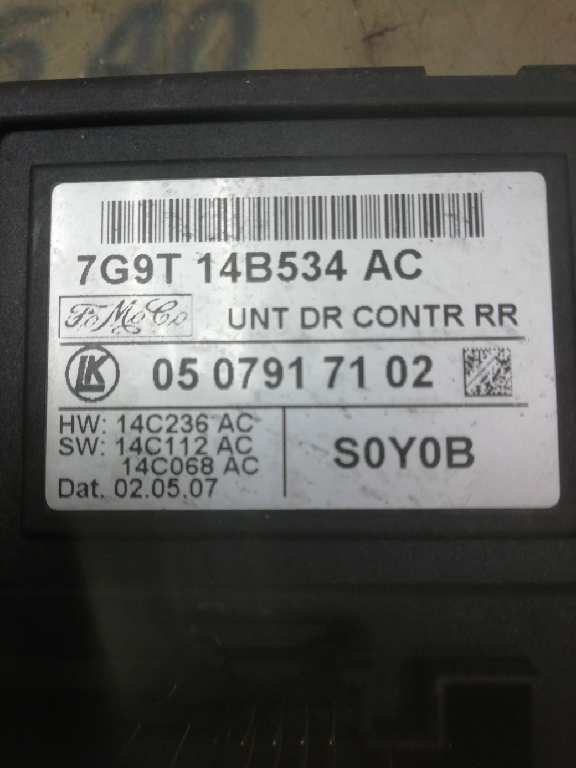 7G9T 14B534 AC
FoMoCo UNT DR CONTR RR
LK 05 0791 71 02
HW: 14C236 AC
SW: 14C112 AC
14C068 AC
Dat. 02.05.07
S0Y0B